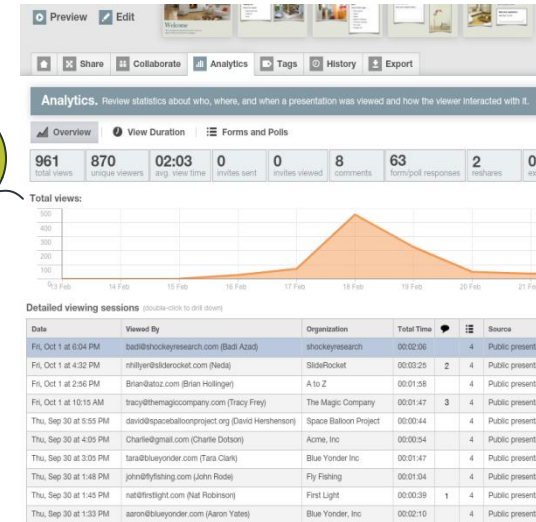 Preview Edit
Welcome
Share Collaborate Analytics Tags History Export
Analytics. Review statistics about who, where, and when a presentation was viewed and how the viewer interacted with it.
Overview View Duration Forms and Polls
961 870 02:03 0 0 8 63 2 0
total views unique viewers avg. view time invites sent invites viewed comments form/poll responses reshares
Total views:
500
400
300
200
100
0
13 Feb 14 Feb 15 Feb 16 Feb 17 Feb 18 Feb 19 Feb 20 Feb 21 Feb
Detailed viewing sessions (double-click to drill down)
Date Viewed By Organization Total Time Source
Fri, Oct 1 at 6:04 PM badi@shockeyresearch.com (Badi Azad) shockeyresearch 00:02:06 4 Public present
Fri, Oct 1 at 4:32 PM nhillyer@sliderocket.com (Neda) SlideRocket 00:03:25 2 4 Public present
Fri, Oct 1 at 2:56 PM Brian@atoz.com (Brian Hollinger) A to Z 00:01:58 4 Public present
Fri, Oct 1 at 10:15 AM tracy@themagiccompany.com (Tracy Frey) The Magic Company 00:01:47 3 4 Public present
Thu, Sep 30 at 5:55 PM david@spaceballoonproject.org (David Hershenson) Space Balloon Project 00:00:44 4 Public present
Thu, Sep 30 at 4:05 PM Charlie@gmail.com (Charlie Dotson) Acme, Inc 00:00:54 4 Public present
Thu, Sep 30 at 3:05 PM tara@blueyonder.com (Tara Clark) Blue Yonder Inc 00:01:47 4 Public present
Thu, Sep 30 at 1:48 PM john@flyfishing.com (John Rode) Fly Fishing 00:01:04 4 Public present
Thu, Sep 30 at 1:45 PM nat@firstlight.com (Nat Robinson) First Light 00:00:39 1 4 Public present
Thu, Sep 30 at 1:33 PM aaron@blueyonder.com (Aaron Yates) Blue Yonder, Inc 00:02:10 4 Public present